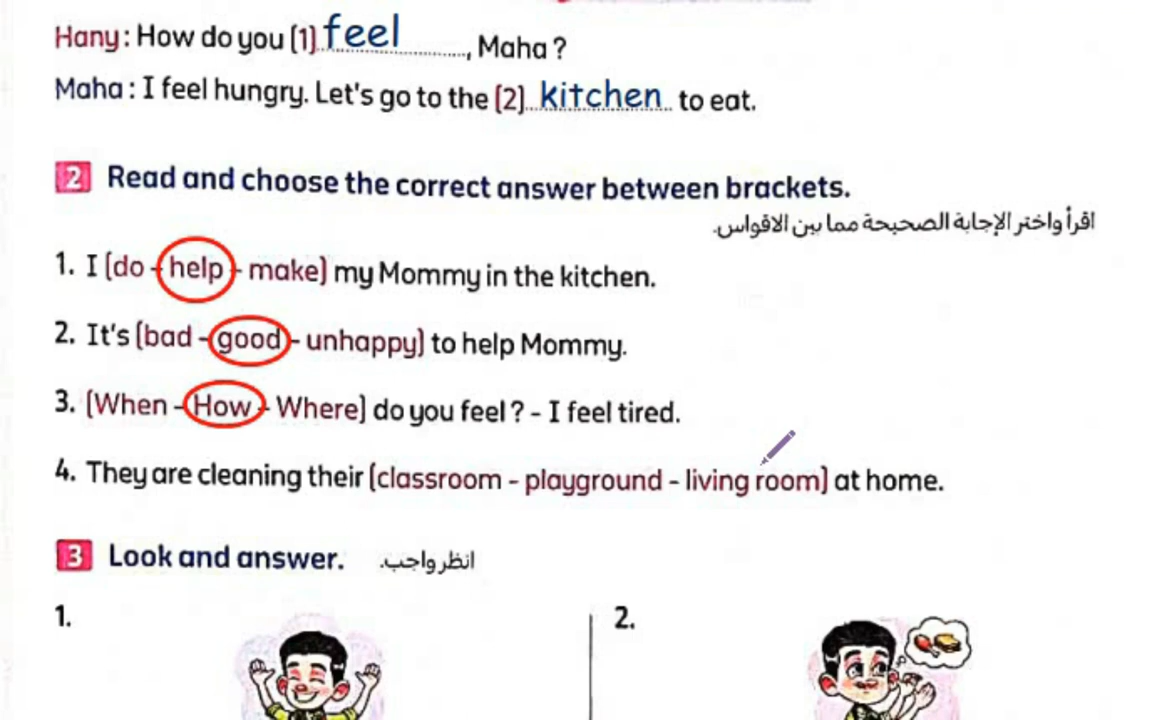 Hany : How do you (1) feel, Maha ?
Maha : I feel hungry. Let's go to the (2) kitchen to eat.
2 Read and choose the correct answer between brackets.
اقرأ واختر الإجابة الصحيحة مما بين الاقواس.
1. I (do - help - make) my Mommy in the kitchen.
2. It's (bad - good - unhappy) to help Mommy.
3. (When - How - Where) do you feel ? - I feel tired.
4. They are cleaning their (classroom - playground - living room) at home.
3 Look and answer. انظر واجب.
1.
2.